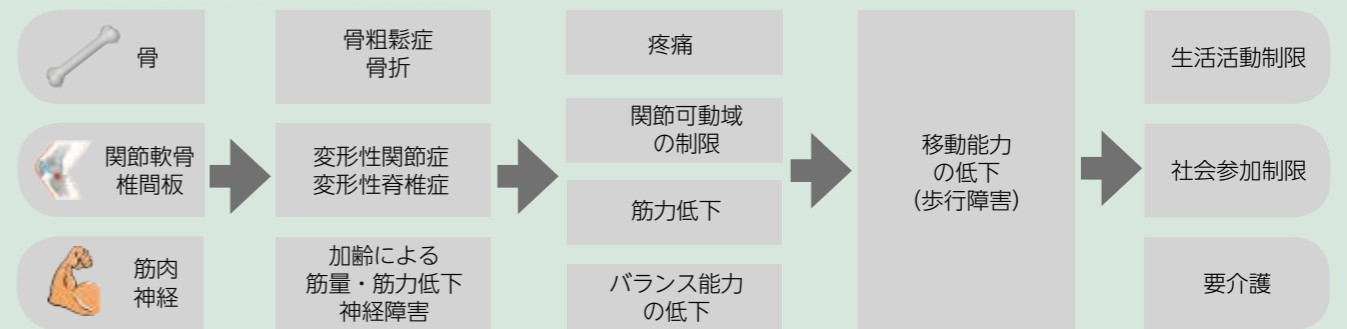 骨
関節軟骨
椎間板
筋肉
神経
骨粗鬆症
骨折
変形性関節症
変形性脊椎症
加齢による
筋量・筋力低下
神経障害
疼痛
関節可動域
の制限
筋力低下
バランス能力
の低下
移動能力
の低下
(歩行障害)
生活活動制限
社会参加制限
要介護